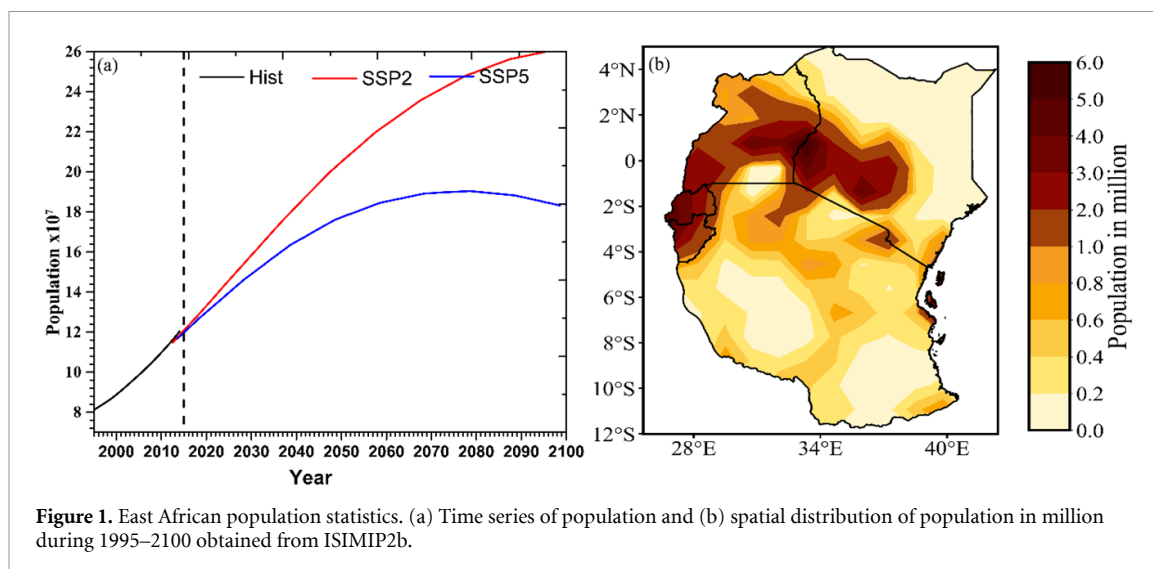 (a)
Hist SSP2 SSP5
26
24
22
20
18
16
14
12
10
8
Population x10⁷
2000 2010 2020 2030 2040 2050 2060 2070 2080 2090 2100
Year
(b)
4°N
2°N
0
2°S
4°S
6°S
8°S
10°S
12°S
28°E 34°E 40°E
6.0
5.0
4.0
3.0
2.0
1.0
0.6
0.4
0.2
0.0
Population in million
Figure 1. East African population statistics. (a) Time series of population and (b) spatial distribution of population in million
during 1995–2100 obtained from ISIMIP2b.